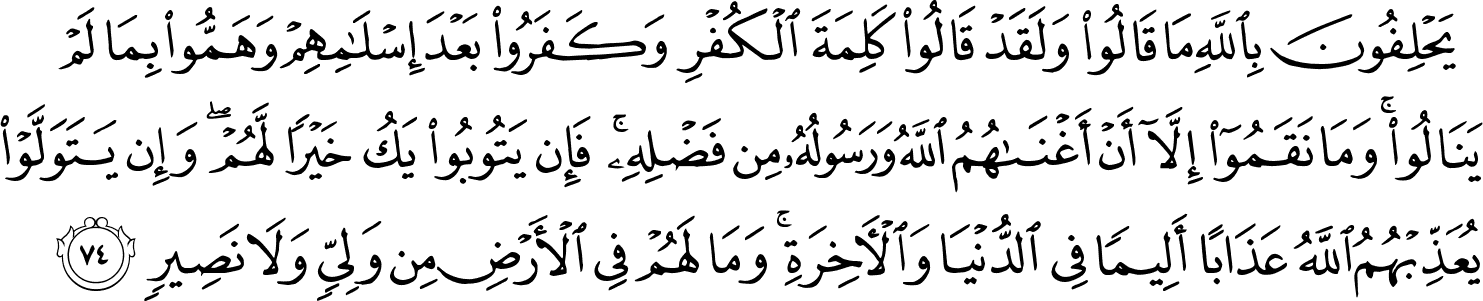 يَحْلِفُونَ بِٱللَّهِ مَا قَالُوا۟ وَلَقَدْ قَالُوا۟ كَلِمَةَ ٱلْكُفْرِ وَكَفَرُوا۟ بَعْدَ إِسْلَـٰمِهِمْ وَهَمُّوا۟ بِمَا لَمْ
يَنَالُوا۟ ۚ وَمَا نَقَمُوٓا۟ إِلَّآ أَنْ أَغْنَىٰهُمُ ٱللَّهُ وَرَسُولُهُۥ مِن فَضْلِهِۦ ۚ فَإِن يَتُوبُوا۟ يَكُ خَيْرًا لَّهُمْ ۖ وَإِن يَتَوَلَّوْا۟
يُعَذِّبْهُمُ ٱللَّهُ عَذَابًا أَلِيمًا فِى ٱلدُّنْيَا وَٱلْـَٔاخِرَةِ ۚ وَمَا لَهُمْ فِى ٱلْأَرْضِ مِن وَلِىٍّ وَلَا نَصِيرٍ ٧٤